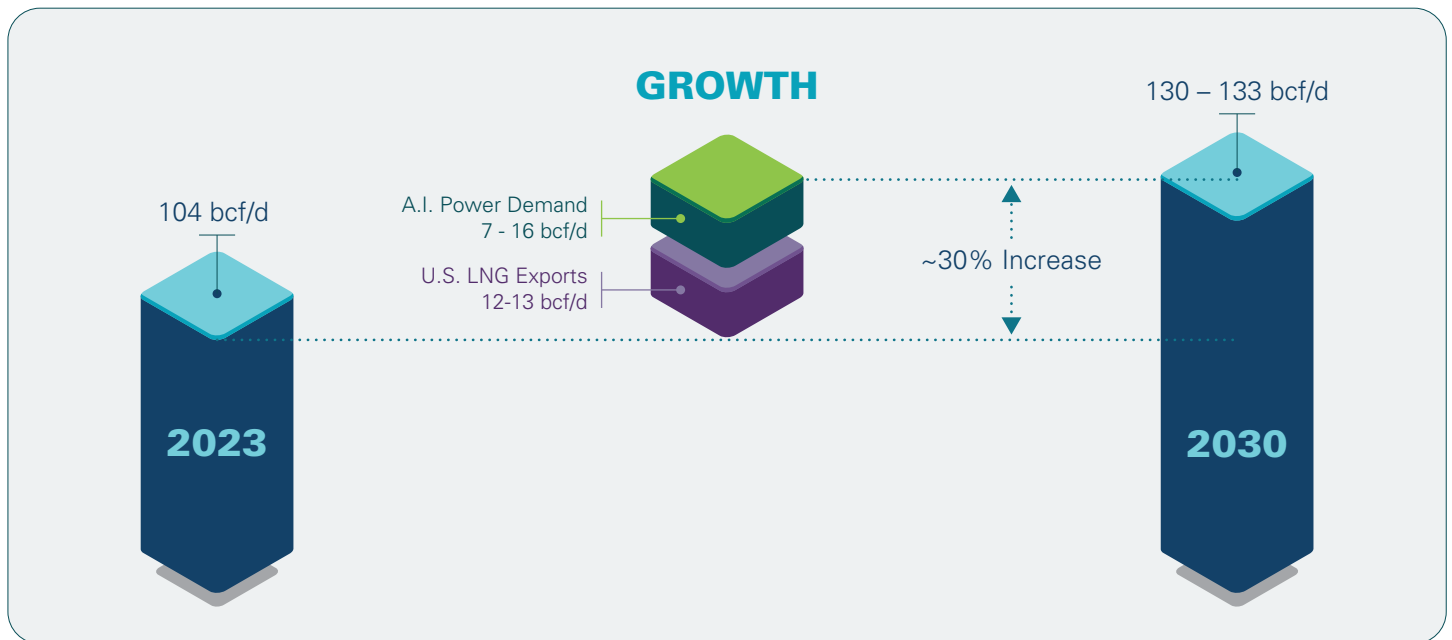 GROWTH
130 – 133 bcf/d
104 bcf/d
A.I. Power Demand
7 - 16 bcf/d
U.S. LNG Exports
12-13 bcf/d
~30% Increase
2023
2030